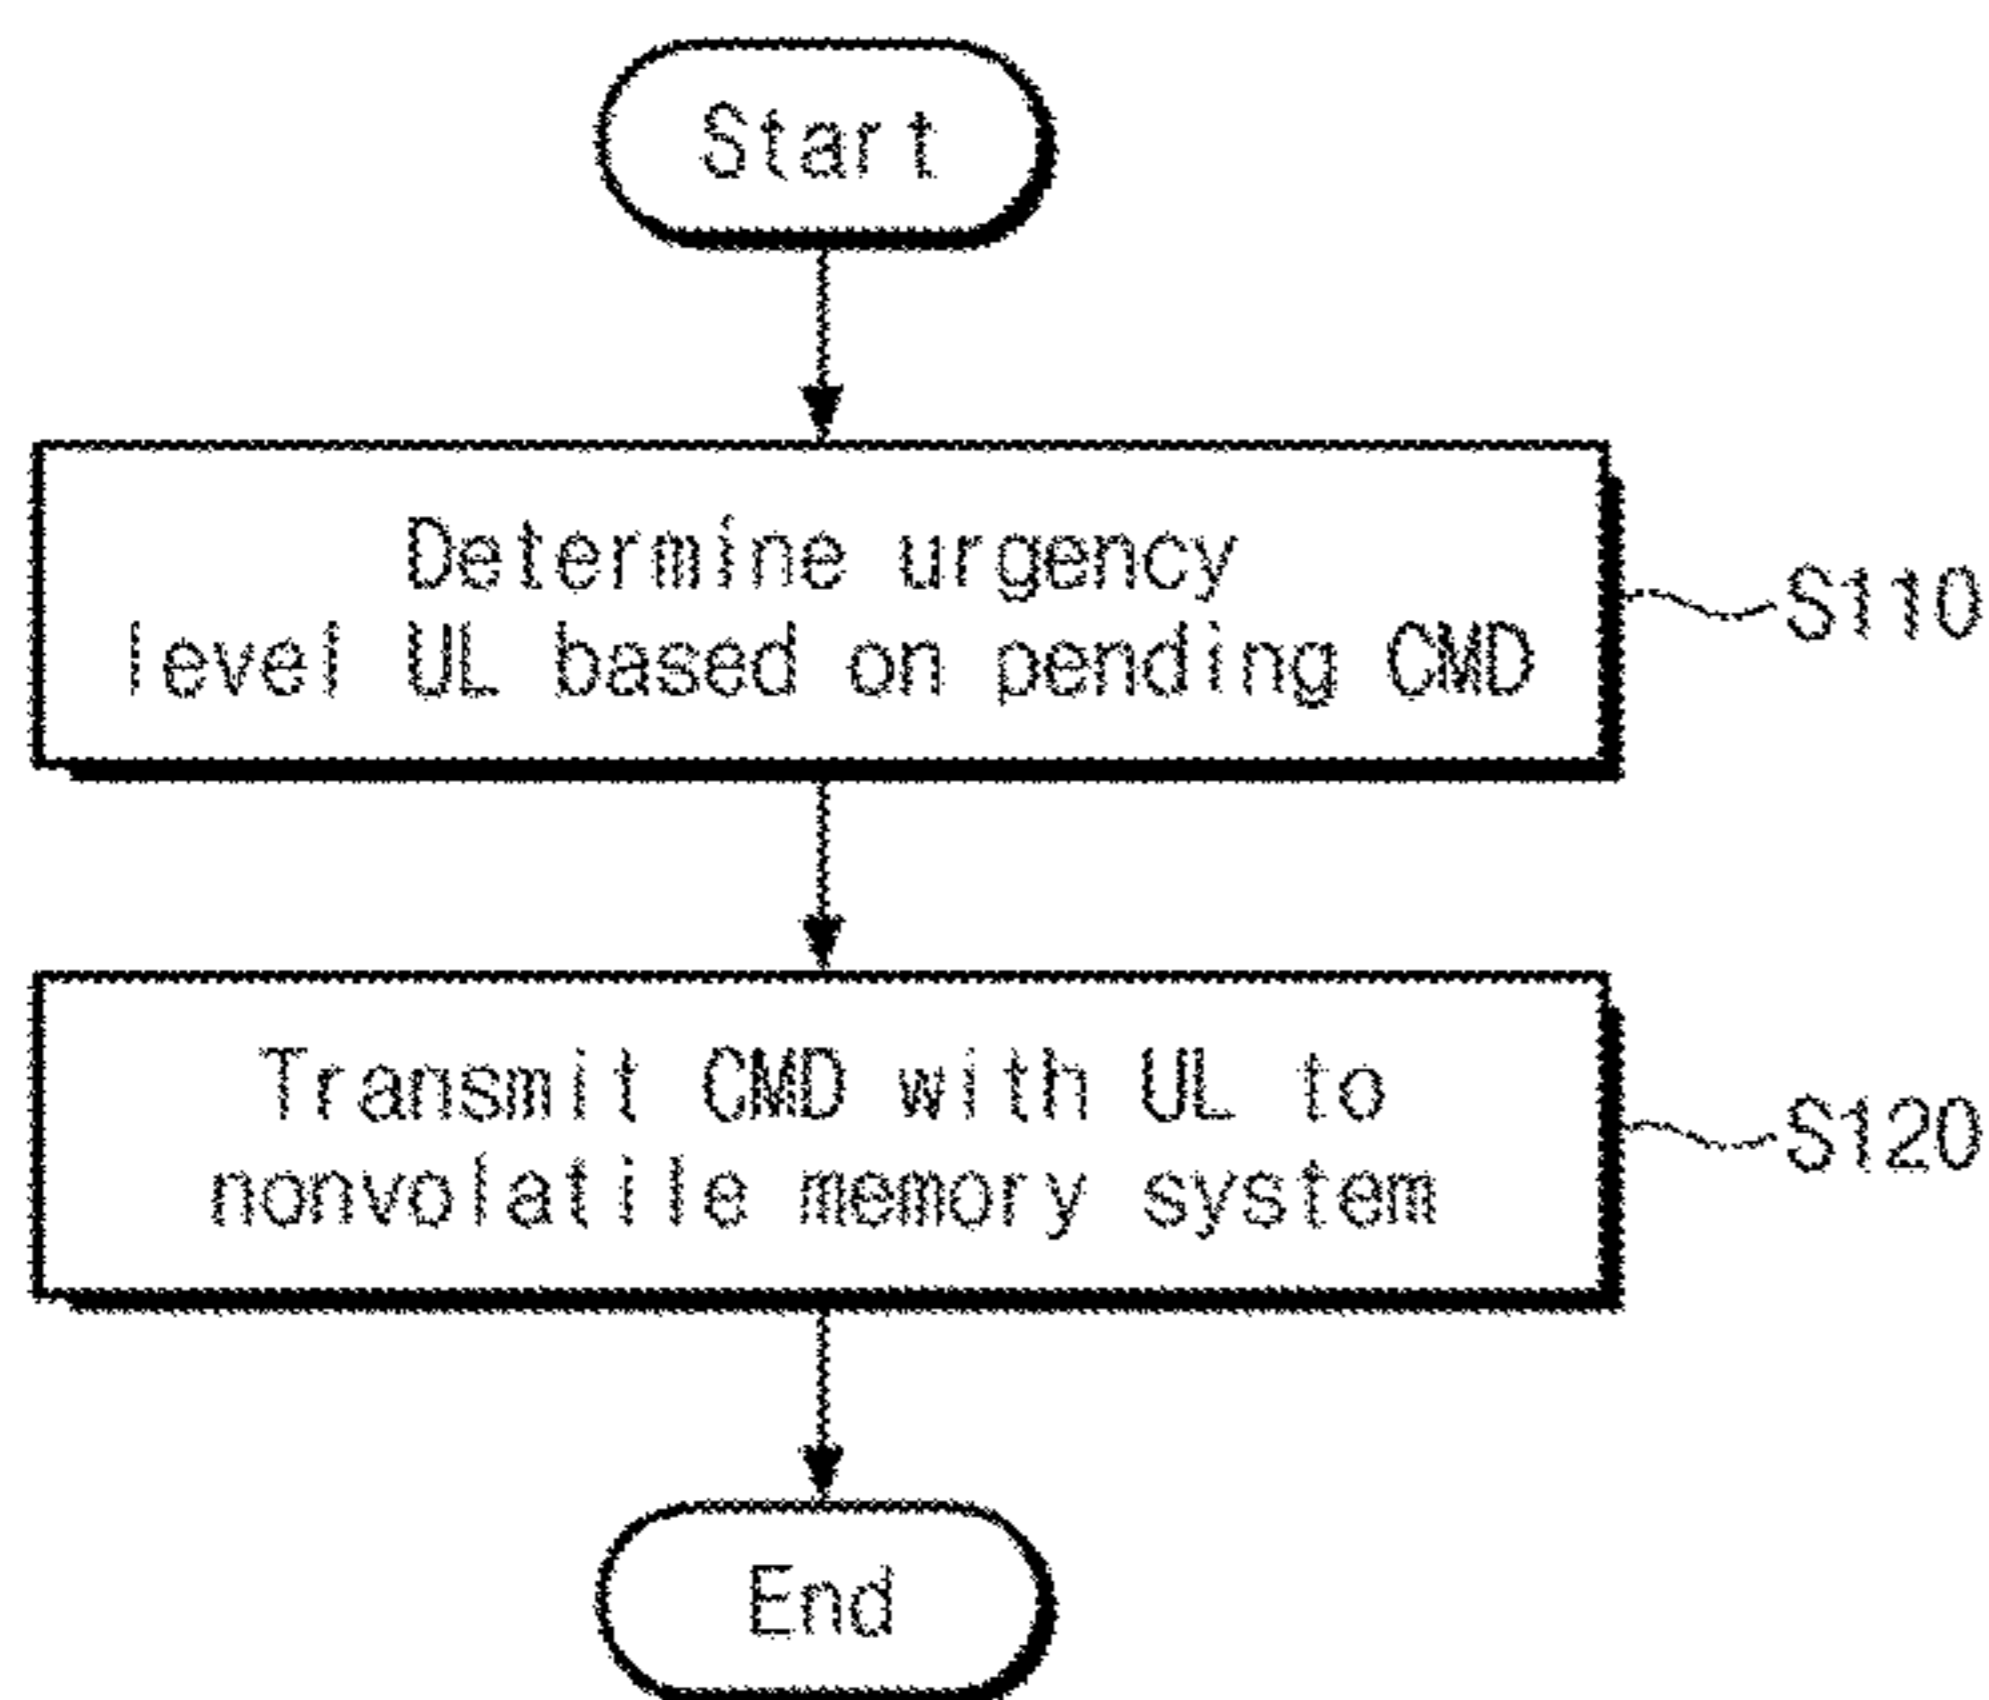 Start
Determine urgency
level UL based on pending CMD
S110
Transmit CMD with UL to
nonvolatile memory system
S120
End